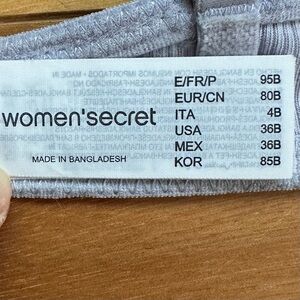 women'secret
MADE IN BANGLADESH
E/FR/P 95B
EUR/CN 80B
ITA 4B
USA 36B
MEX 36B
KOR 85B